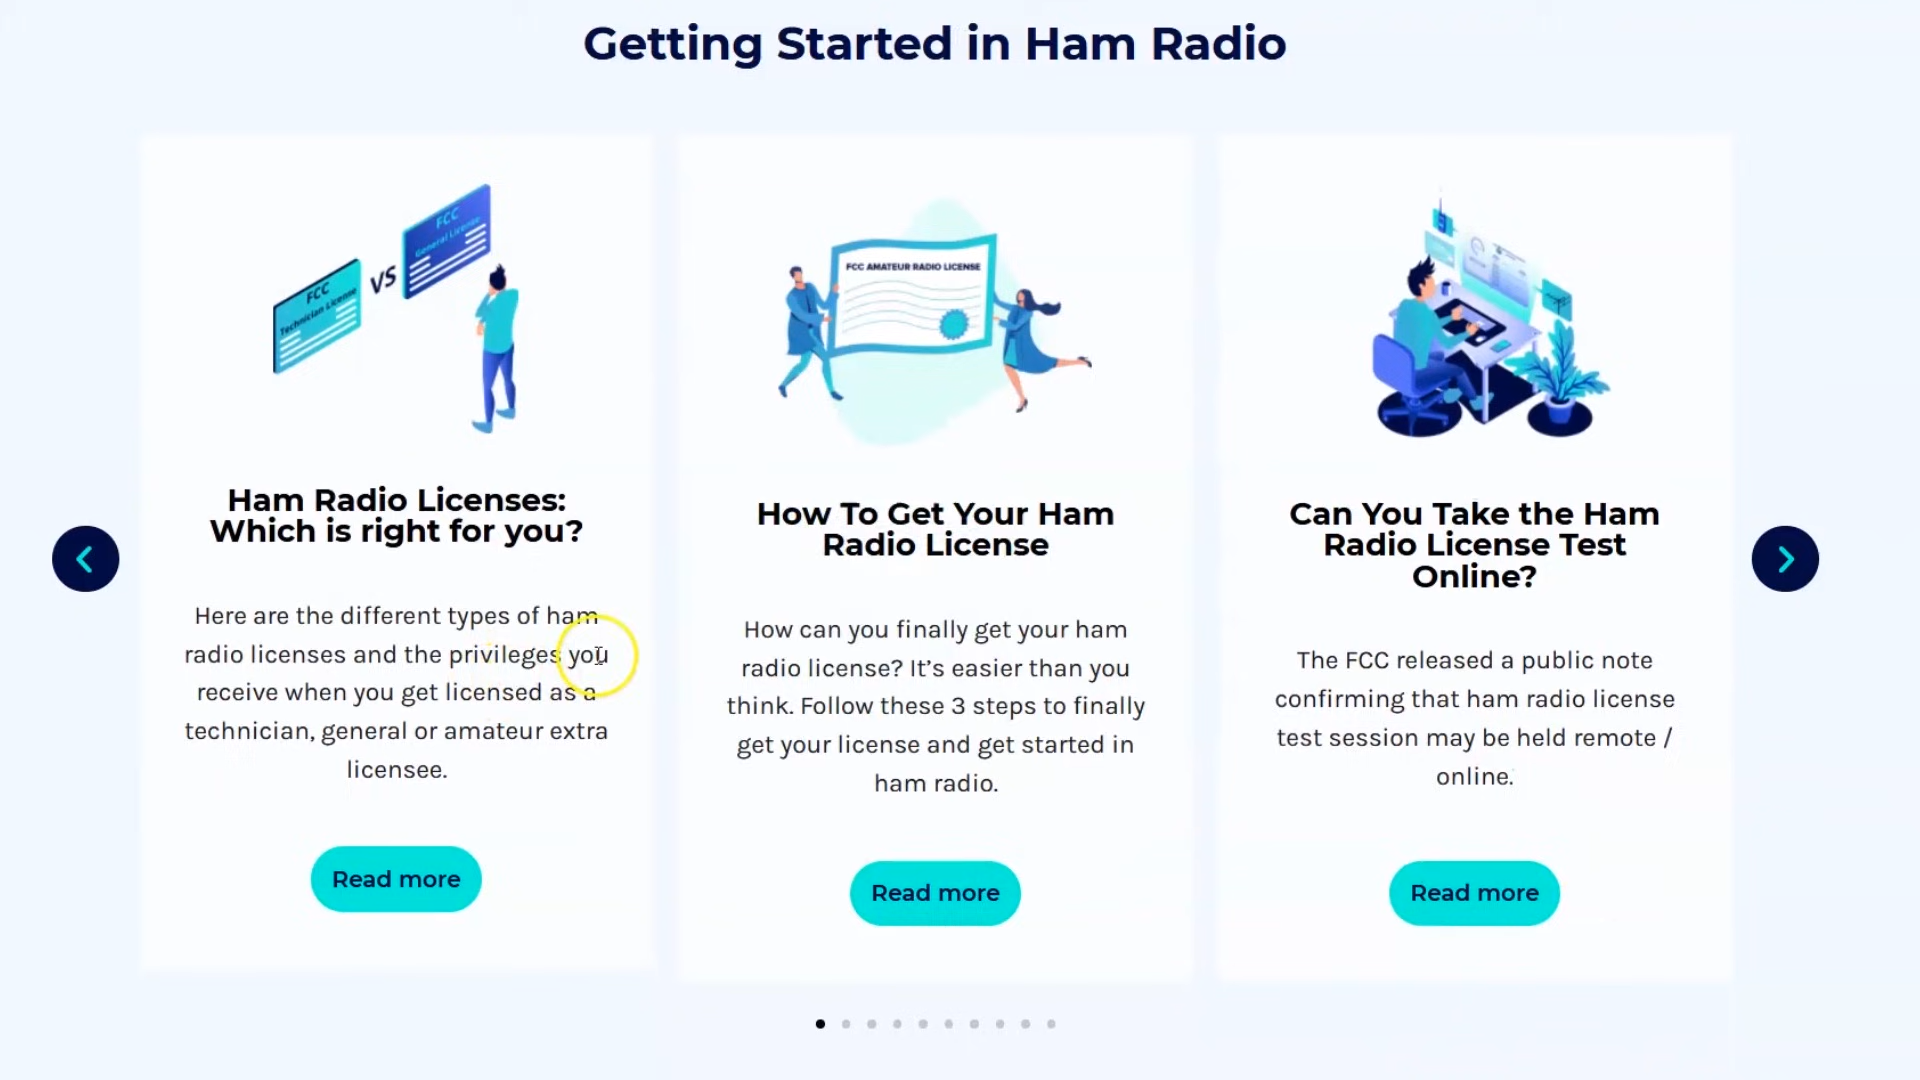 Getting Started in Ham Radio
FCC
Technician License
VS
FCC
General License
Ham Radio Licenses:
Which is right for you?
Here are the different types of ham
radio licenses and the privileges you
receive when you get licensed as a
technician, general or amateur extra
licensee.
Read more
FCC AMATEUR RADIO LICENSE
How To Get Your Ham
Radio License
How can you finally get your ham
radio license? It’s easier than you
think. Follow these 3 steps to finally
get your license and get started in
ham radio.
Read more
Can You Take the Ham
Radio License Test
Online?
The FCC released a public note
confirming that ham radio license
test session may be held remote /
online.
Read more